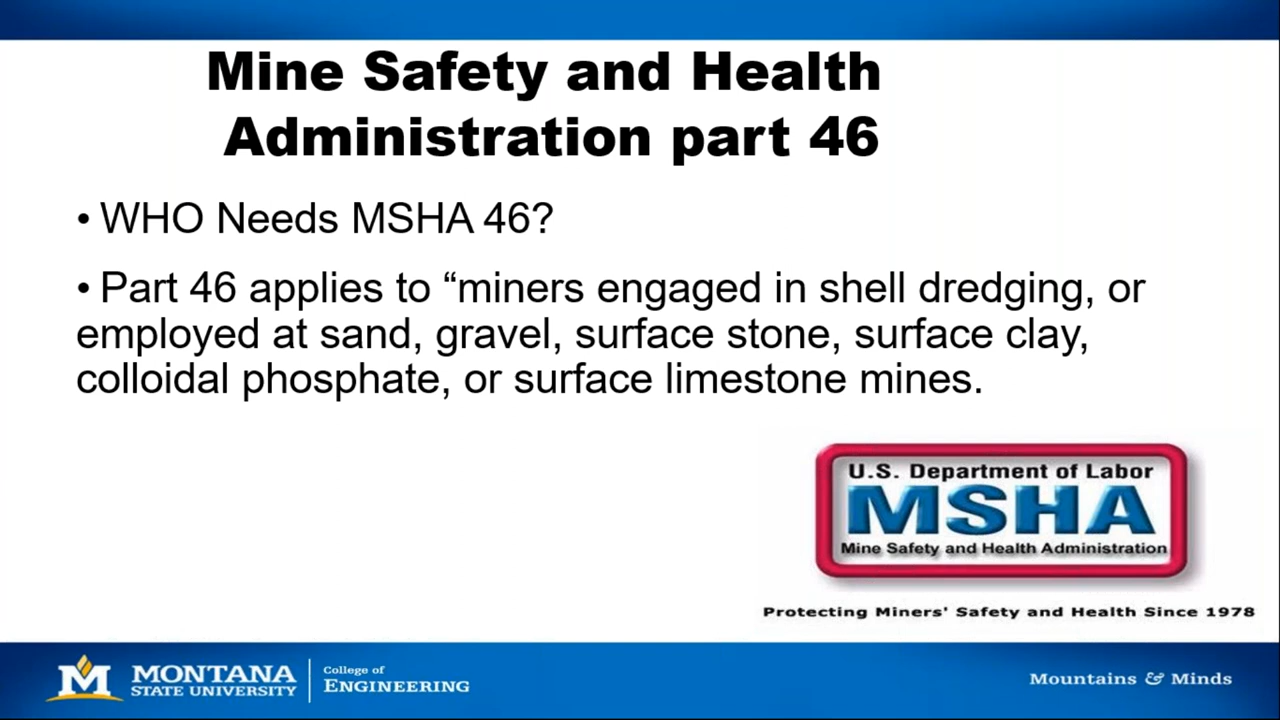 Mine Safety and Health
Administration part 46
• WHO Needs MSHA 46?
• Part 46 applies to “miners engaged in shell dredging, or
employed at sand, gravel, surface stone, surface clay,
colloidal phosphate, or surface limestone mines.
U.S. Department of Labor
MSHA
Mine Safety and Health Administration
Protecting Miners' Safety and Health Since 1978
M
MONTANA
STATE UNIVERSITY
College of
ENGINEERING
Mountains & Minds